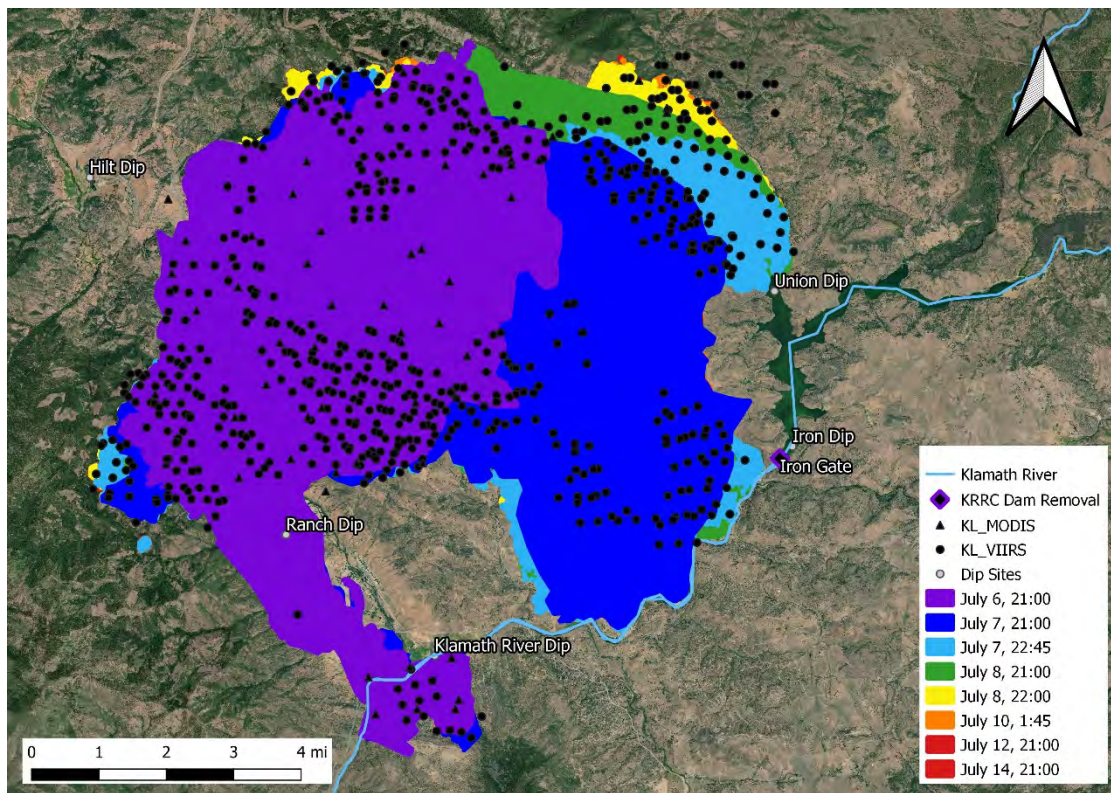 Hilt Dip
Union Dip
Iron Dip
Iron Gate
Ranch Dip
Klamath River Dip
Klamath River
KRRC Dam Removal
KL_MODIS
KL_VIIRS
Dip Sites
July 6, 21:00
July 7, 21:00
July 7, 22:45
July 8, 21:00
July 8, 22:00
July 10, 1:45
July 12, 21:00
July 14, 21:00
0 1 2 3 4 mi